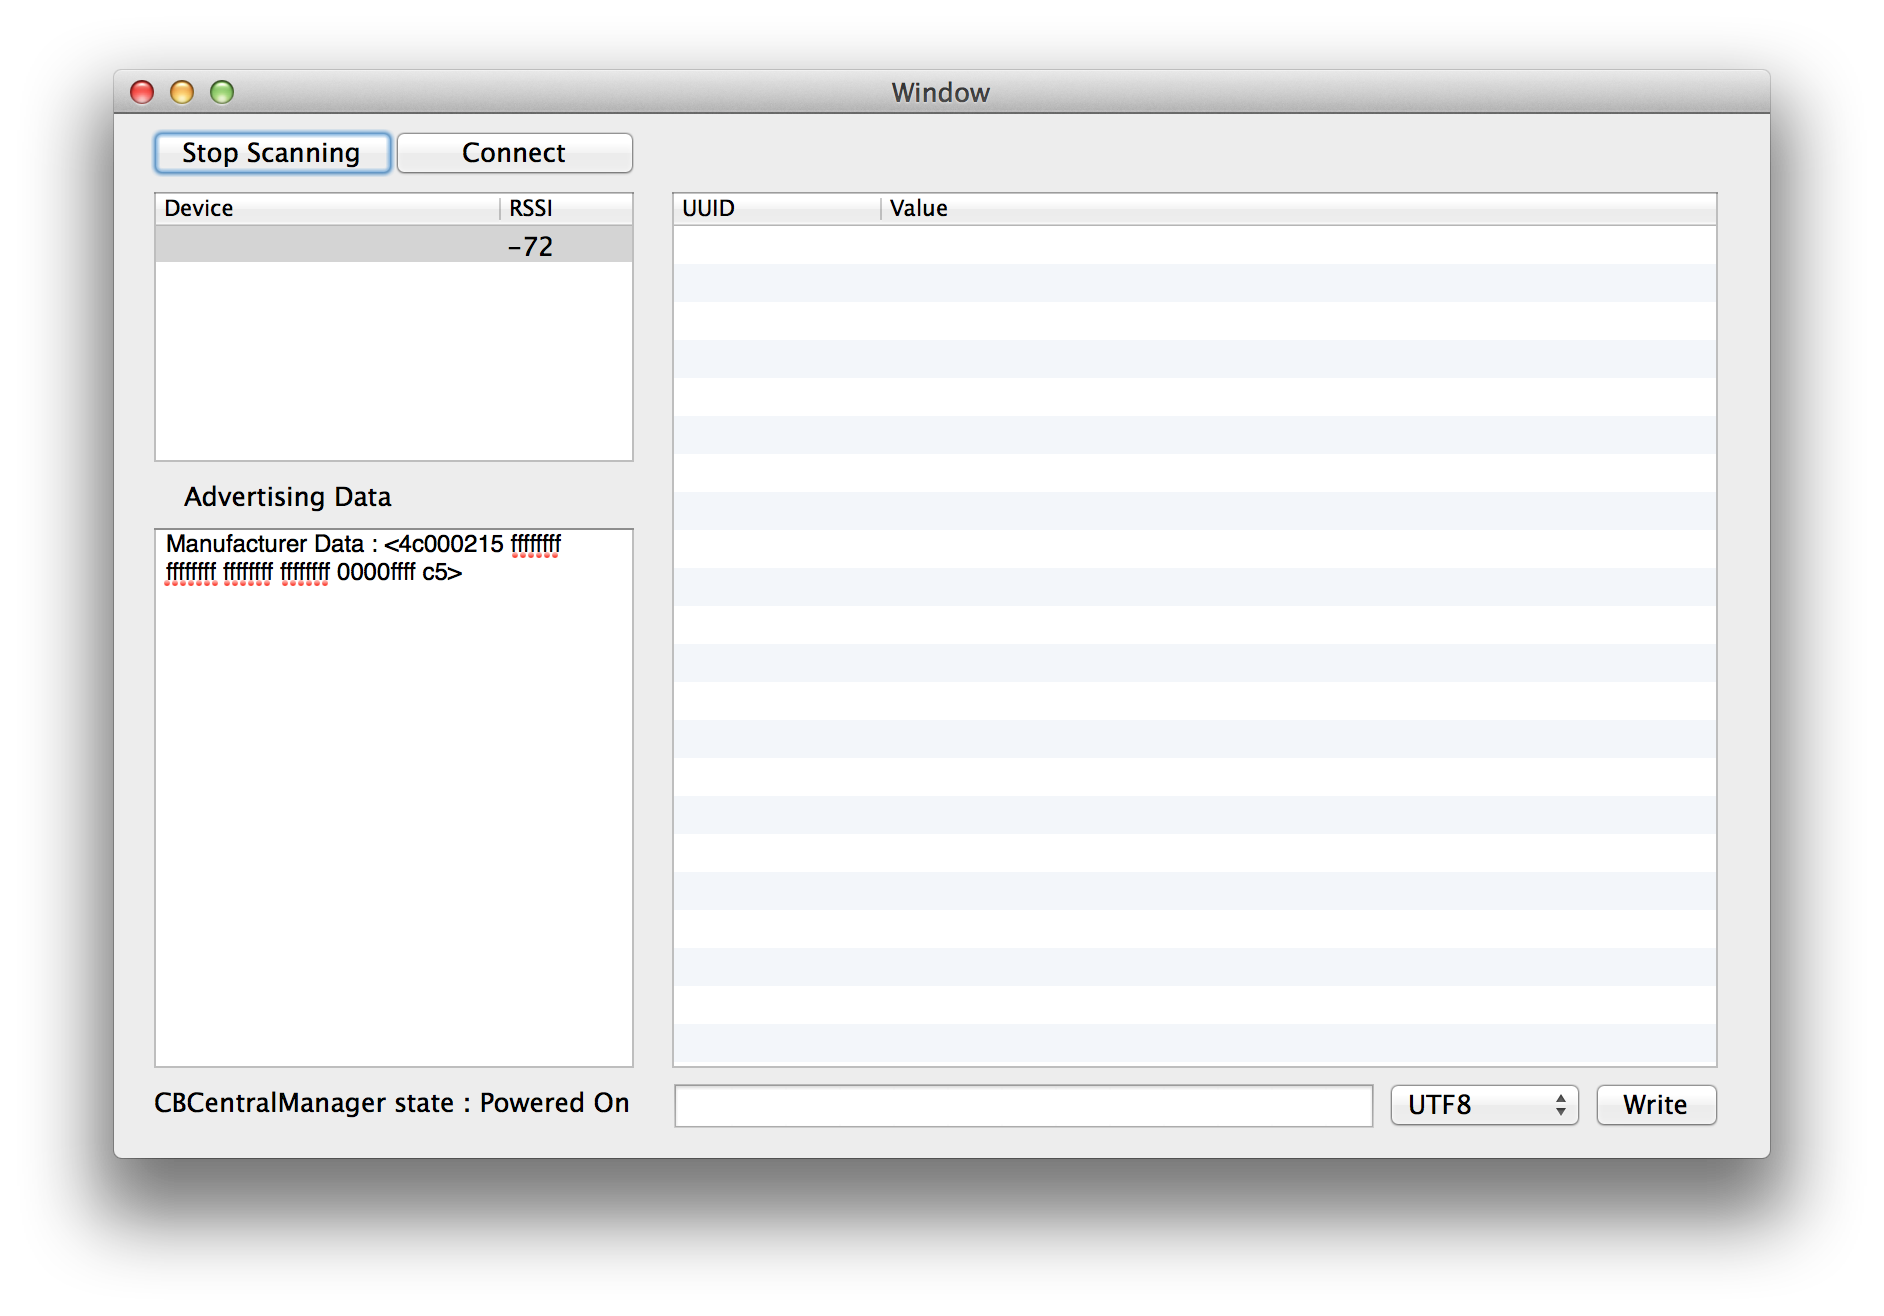 Window
Stop Scanning
Connect
Device
RSSI
-72
UUID
Value
Advertising Data
Manufacturer Data : <4c000215 ffffffff
ffffffff ffffffff ffffffff 0000ffff c5>
CBCentralManager state : Powered On
UTF8
Write